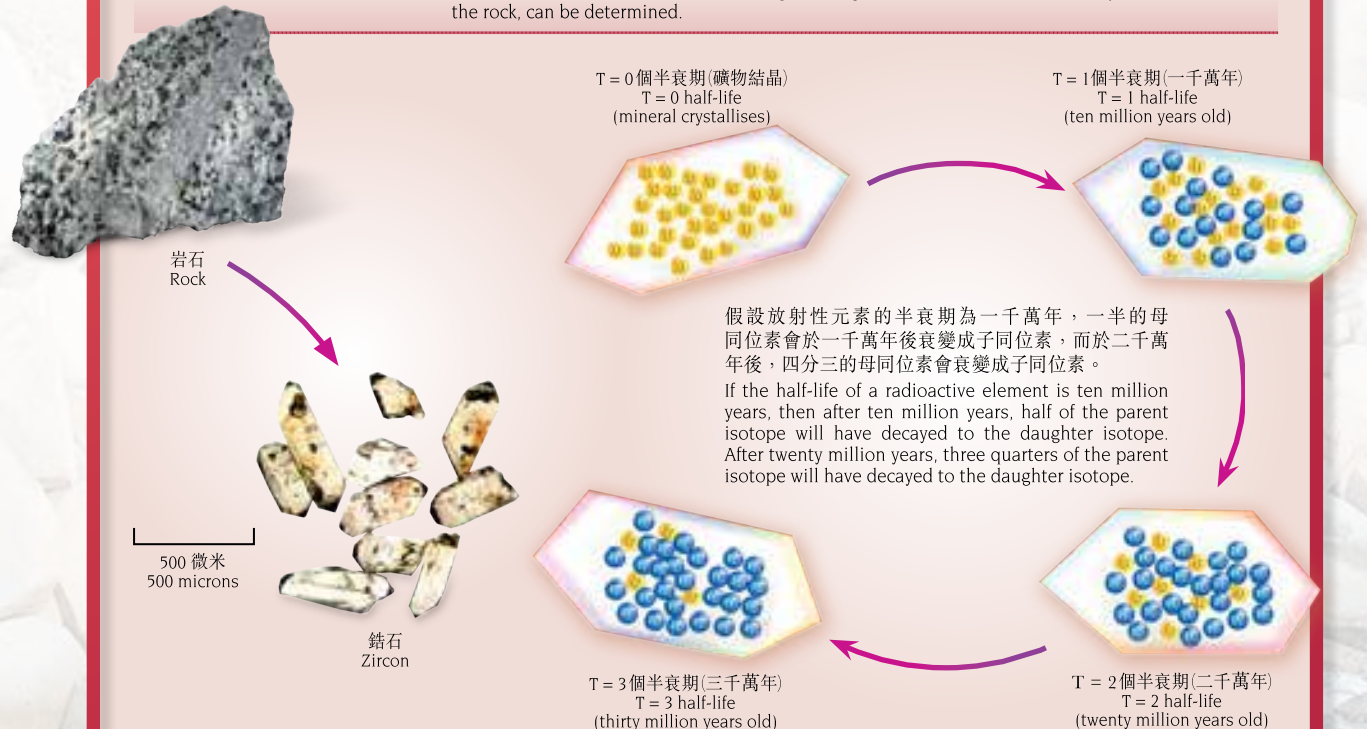 the rock, can be determined.
T = 0個半衰期(礦物結晶)
T = 0 half-life
(mineral crystallises)
T = 1個半衰期(一千萬年)
T = 1 half-life
(ten million years old)
岩石
Rock
假設放射性元素的半衰期為一千萬年，一半的母
同位素會於一千萬年後衰變成子同位素，而於二千萬
年後，四分三的母同位素會衰變成子同位素。
If the half-life of a radioactive element is ten million
years, then after ten million years, half of the parent
isotope will have decayed to the daughter isotope.
After twenty million years, three quarters of the parent
isotope will have decayed to the daughter isotope.
500 微米
500 microns
鋯石
Zircon
T = 3個半衰期(三千萬年)
T = 3 half-life
(thirty million years old)
T = 2個半衰期(二千萬年)
T = 2 half-life
(twenty million years old)